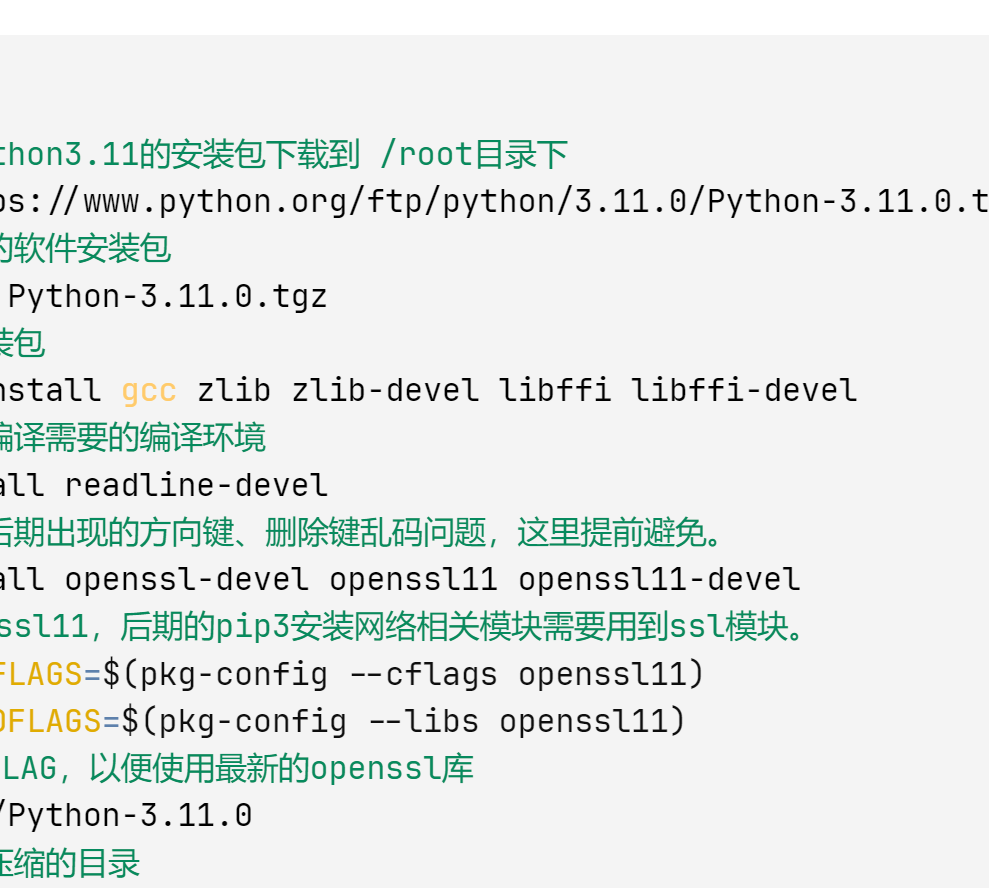 thon3.11的安装包下载到 /root目录下
ps://www.python.org/ftp/python/3.11.0/Python-3.11.0.t
的软件安装包
Python-3.11.0.tgz
装包
nstall gcc zlib zlib-devel libffi libffi-devel
编译需要的编译环境
all readline-devel
后期出现的方向键、删除键乱码问题，这里提前避免。
all openssl-devel openssl11 openssl11-devel
ssl11，后期的pip3安装网络相关模块需要用到ssl模块。
FLAGS=$(pkg-config --cflags openssl11)
DFLAGS=$(pkg-config --libs openssl11)
LAG，以便使用最新的openssl库
/Python-3.11.0
压缩的目录